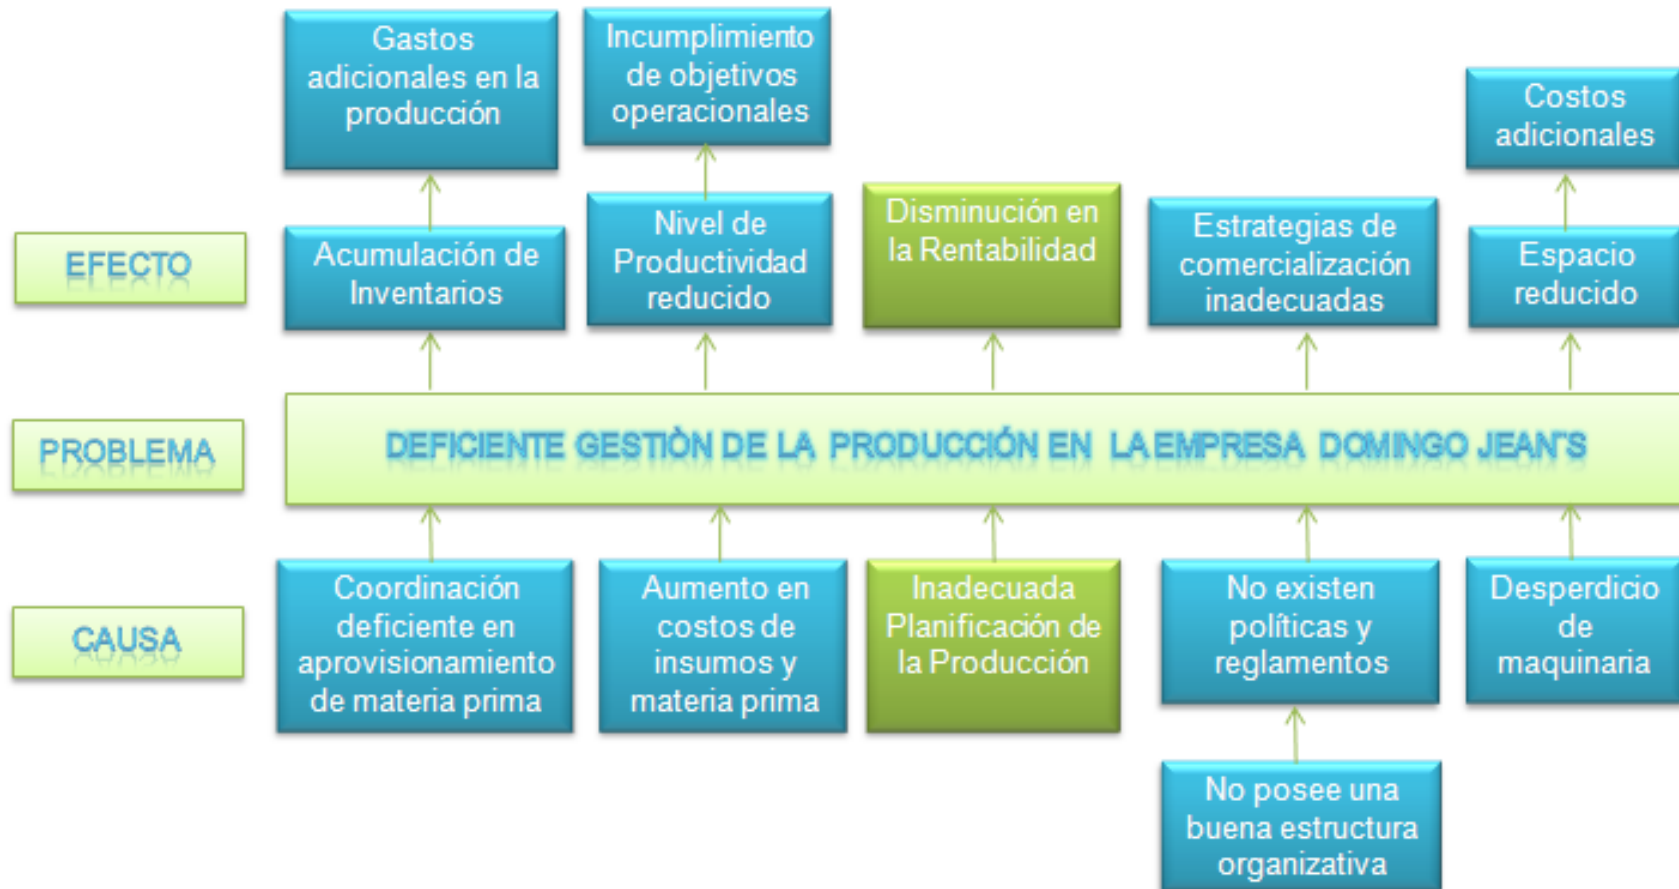 Gastos
adicionales en la
producción
Incumplimiento
de objetivos
operacionales
Costos
adicionales
EFECTO
Acumulación de
Inventarios
Nivel de
Productividad
reducido
Disminución en
la Rentabilidad
Estrategias de
comercialización
inadecuadas
Espacio
reducido
PROBLEMA
DEFICIENTE GESTIÒN DE LA PRODUCCIÓN EN LA EMPRESA DOMINGO JEAN'S
CAUSA
Coordinación
deficiente en
aprovisionamiento
de materia prima
Aumento en
costos de
insumos y
materia prima
Inadecuada
Planificación de
la Producción
No existen
políticas y
reglamentos
Desperdicio
de
maquinaria
No posee una
buena estructura
organizativa